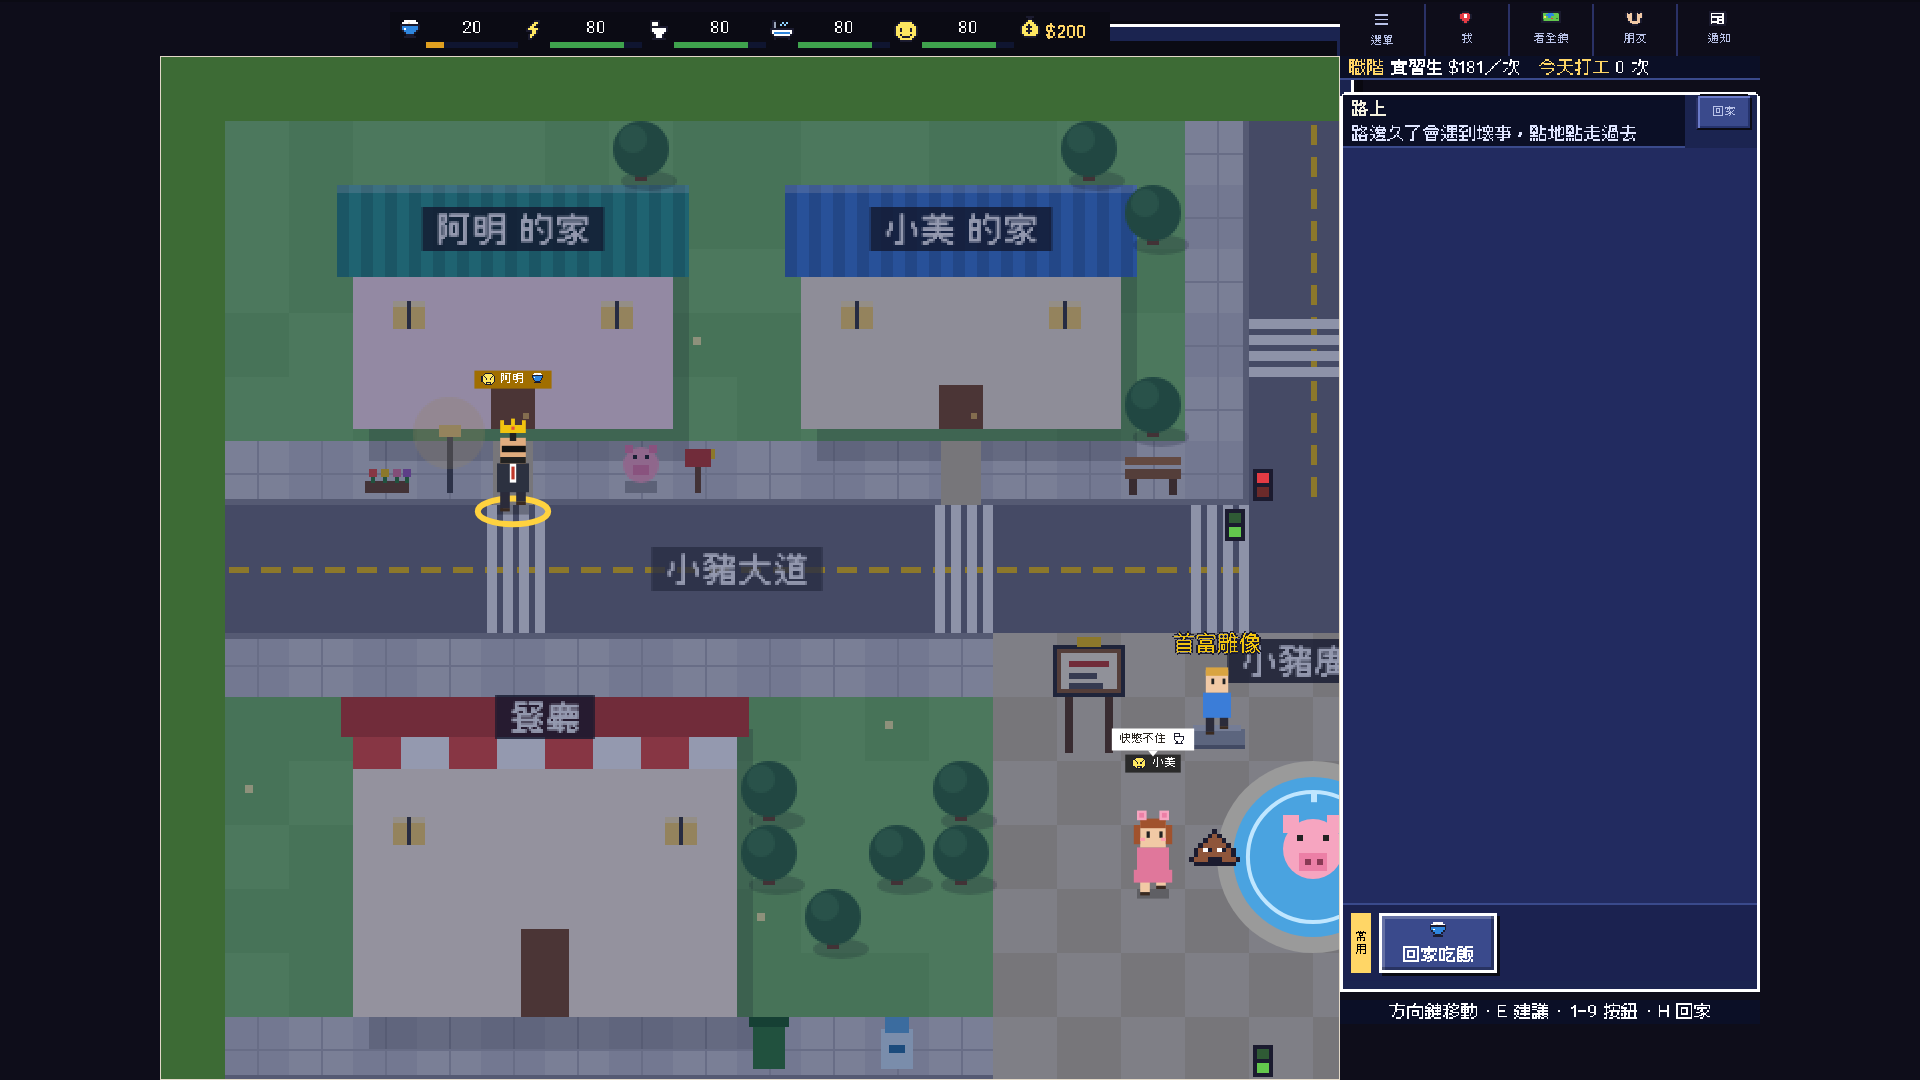 20
80
80
80
80
$200
選單
我
看全鎮
朋友
通知
職階 實習生 $181／次 今天打工 0 次
路上
路邊久了會遇到壞事，點地點走過去
回家
阿明 的家
小美 的家
阿明
小豬大道
首富雕像
小豬廣
餐廳
快憋不住
小美
常用
回家吃飯
方向鍵移動 · E 建議 · 1-9 按鈕 · H 回家